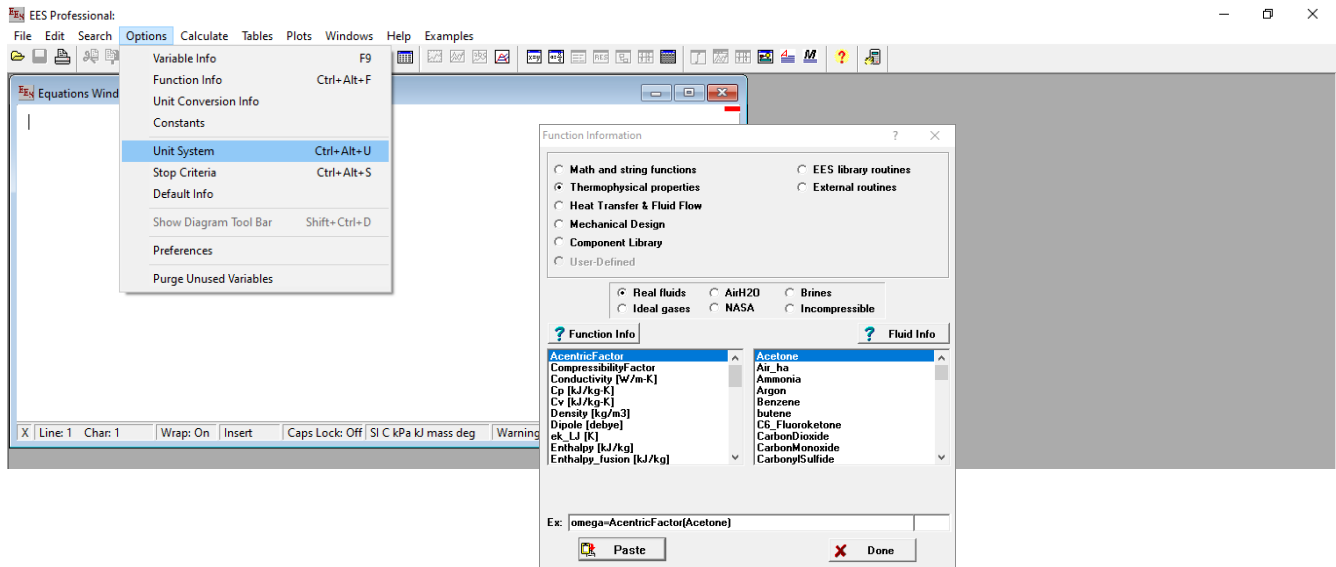 EES Professional:
File Edit Search Options Calculate Tables Plots Windows Help Examples
Equations Wind
Variable Info F9
Function Info Ctrl+Alt+F
Unit Conversion Info
Constants
Unit System Ctrl+Alt+U
Stop Criteria Ctrl+Alt+S
Default Info
Show Diagram Tool Bar Shift+Ctrl+D
Preferences
Purge Unused Variables
X Line: 1 Char: 1 Wrap: On Insert Caps Lock: Off SI C kPa kJ mass deg Warning
Function Information ? X
Math and string functions EES library routines
Thermophysical properties External routines
Heat Transfer & Fluid Flow
Mechanical Design
Component Library
User-Defined
Real fluids AirH2O Brines
Ideal gases NASA Incompressible
? Function Info ? Fluid Info
AcentricFactor
CompressibilityFactor
Conductivity [W/m-K]
Cp [kJ/kg-K]
Cv [kJ/kg-K]
Density [kg/m3]
Dipole [debye]
ek_LJ [K]
Enthalpy [kJ/kg]
Enthalpy_fusion [kJ/kg]
Acetone
Air_ha
Ammonia
Argon
Benzene
butene
C6_Fluoroketone
CarbonDioxide
CarbonMonoxide
CarbonylSulfide
Ex: omega=AcentricFactor(Acetone)
Paste Done